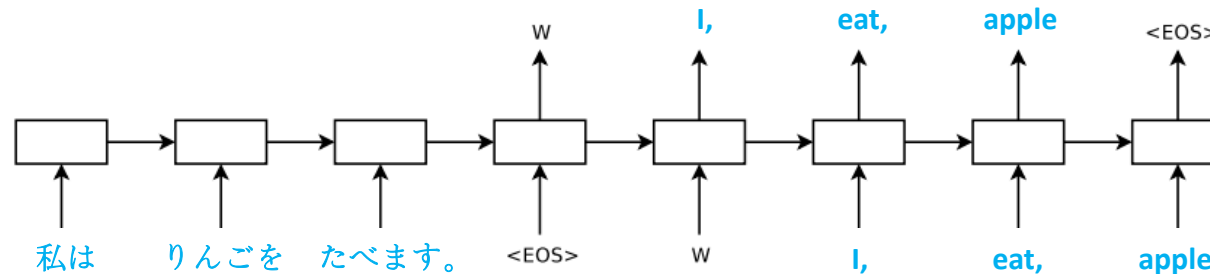 W I, eat, apple <EOS>
私は りんごを たべます。 <EOS> W I, eat, apple